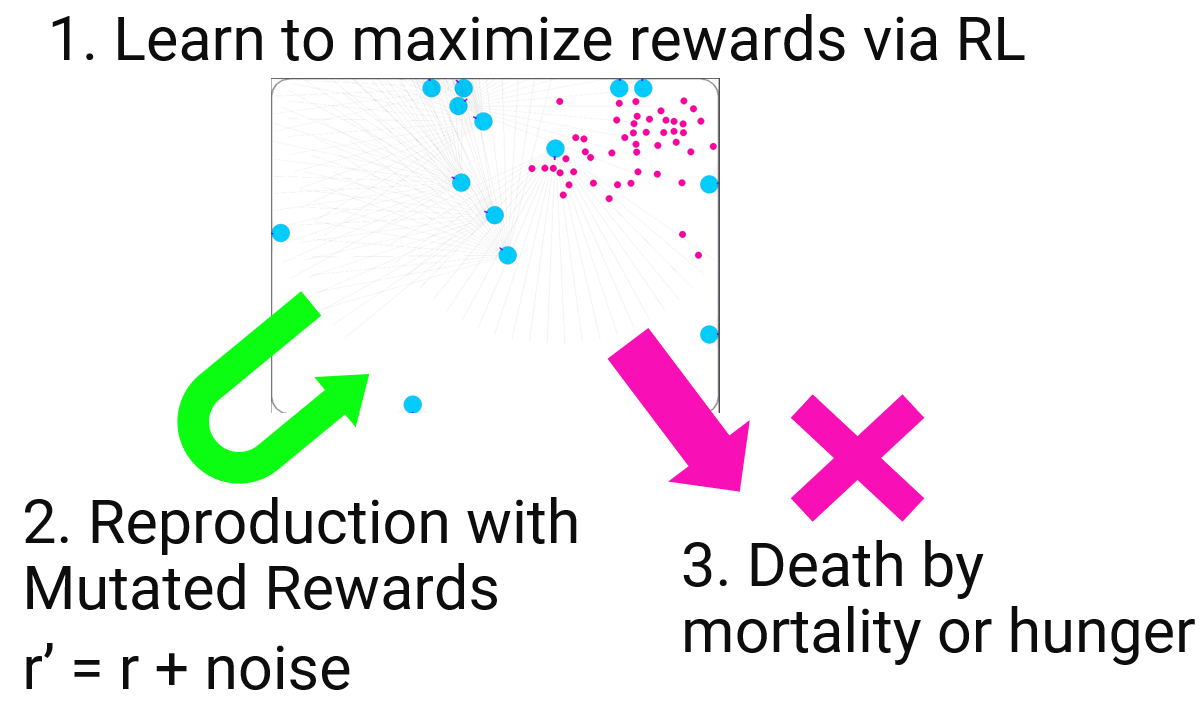 1. Learn to maximize rewards via RL
2. Reproduction with
Mutated Rewards
r’ = r + noise
3. Death by
mortality or hunger